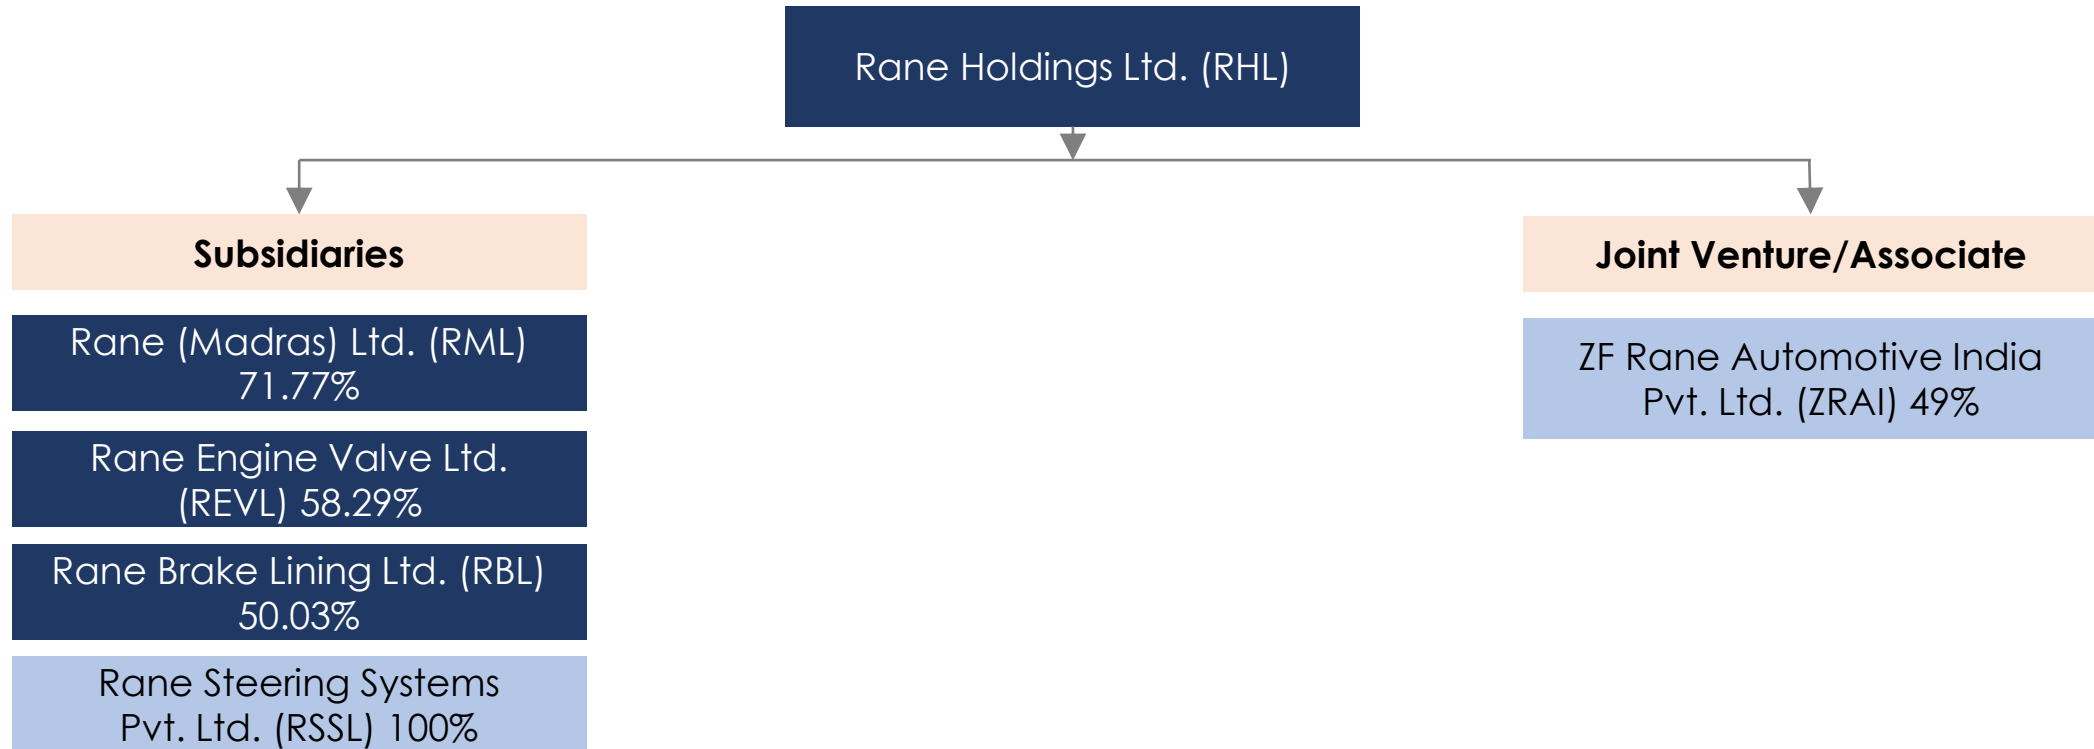 Rane Holdings Ltd. (RHL)
Subsidiaries
Rane (Madras) Ltd. (RML)
71.77%
Rane Engine Valve Ltd.
(REVL) 58.29%
Rane Brake Lining Ltd. (RBL)
50.03%
Rane Steering Systems
Pvt. Ltd. (RSSL) 100%
Joint Venture/Associate
ZF Rane Automotive India
Pvt. Ltd. (ZRAI) 49%